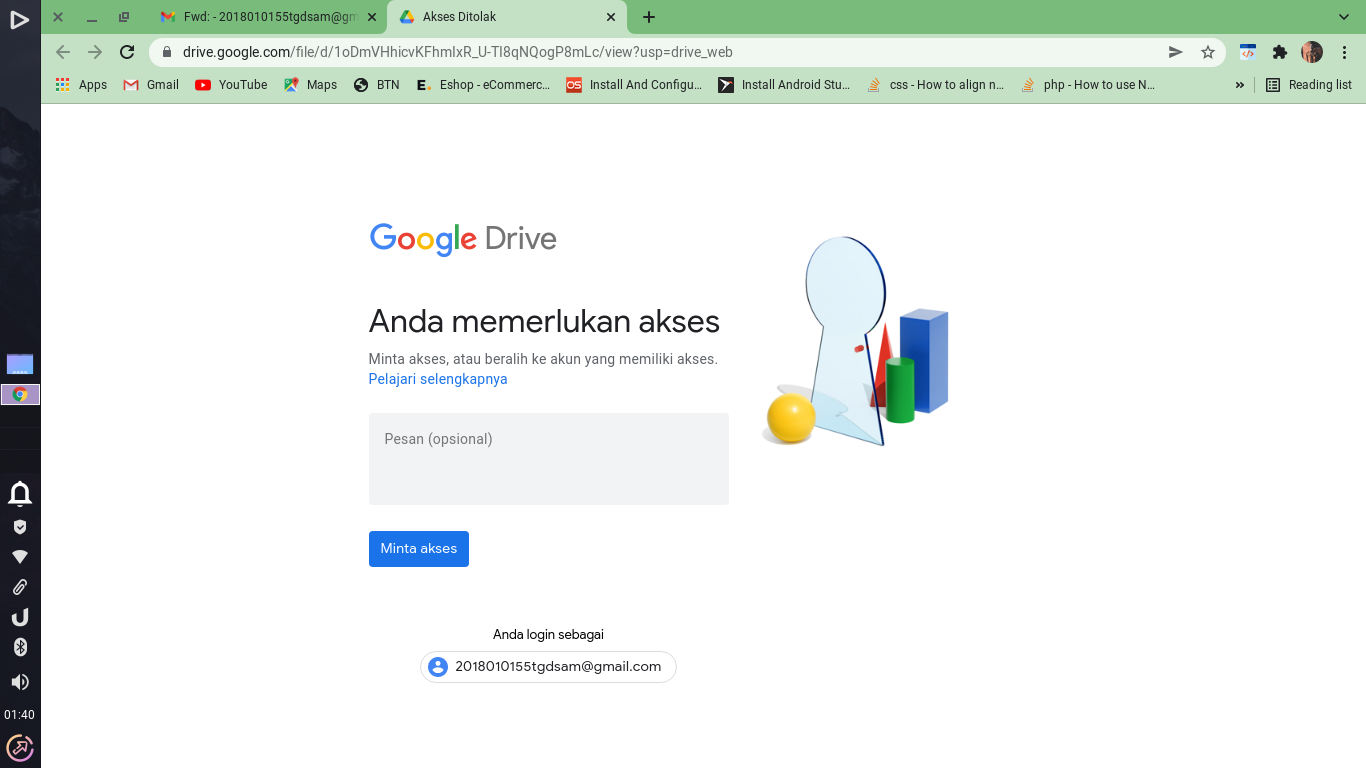 Fwd: - 2018010155tgdsam@gm
Akses Ditolak
drive.google.com/file/d/1oDmVHhicvKFhmIxR_U-TI8qNQogP8mLc/view?usp=drive_web
Apps Gmail YouTube Maps BTN E. Eshop - eCommerc... OS Install And Configu... Install Android Stu... css - How to align n... php - How to use N... » Reading list
Google Drive
Anda memerlukan akses
Minta akses, atau beralih ke akun yang memiliki akses.
Pelajari selengkapnya
Pesan (opsional)
Minta akses
Anda login sebagai
2018010155tgdsam@gmail.com
01:40